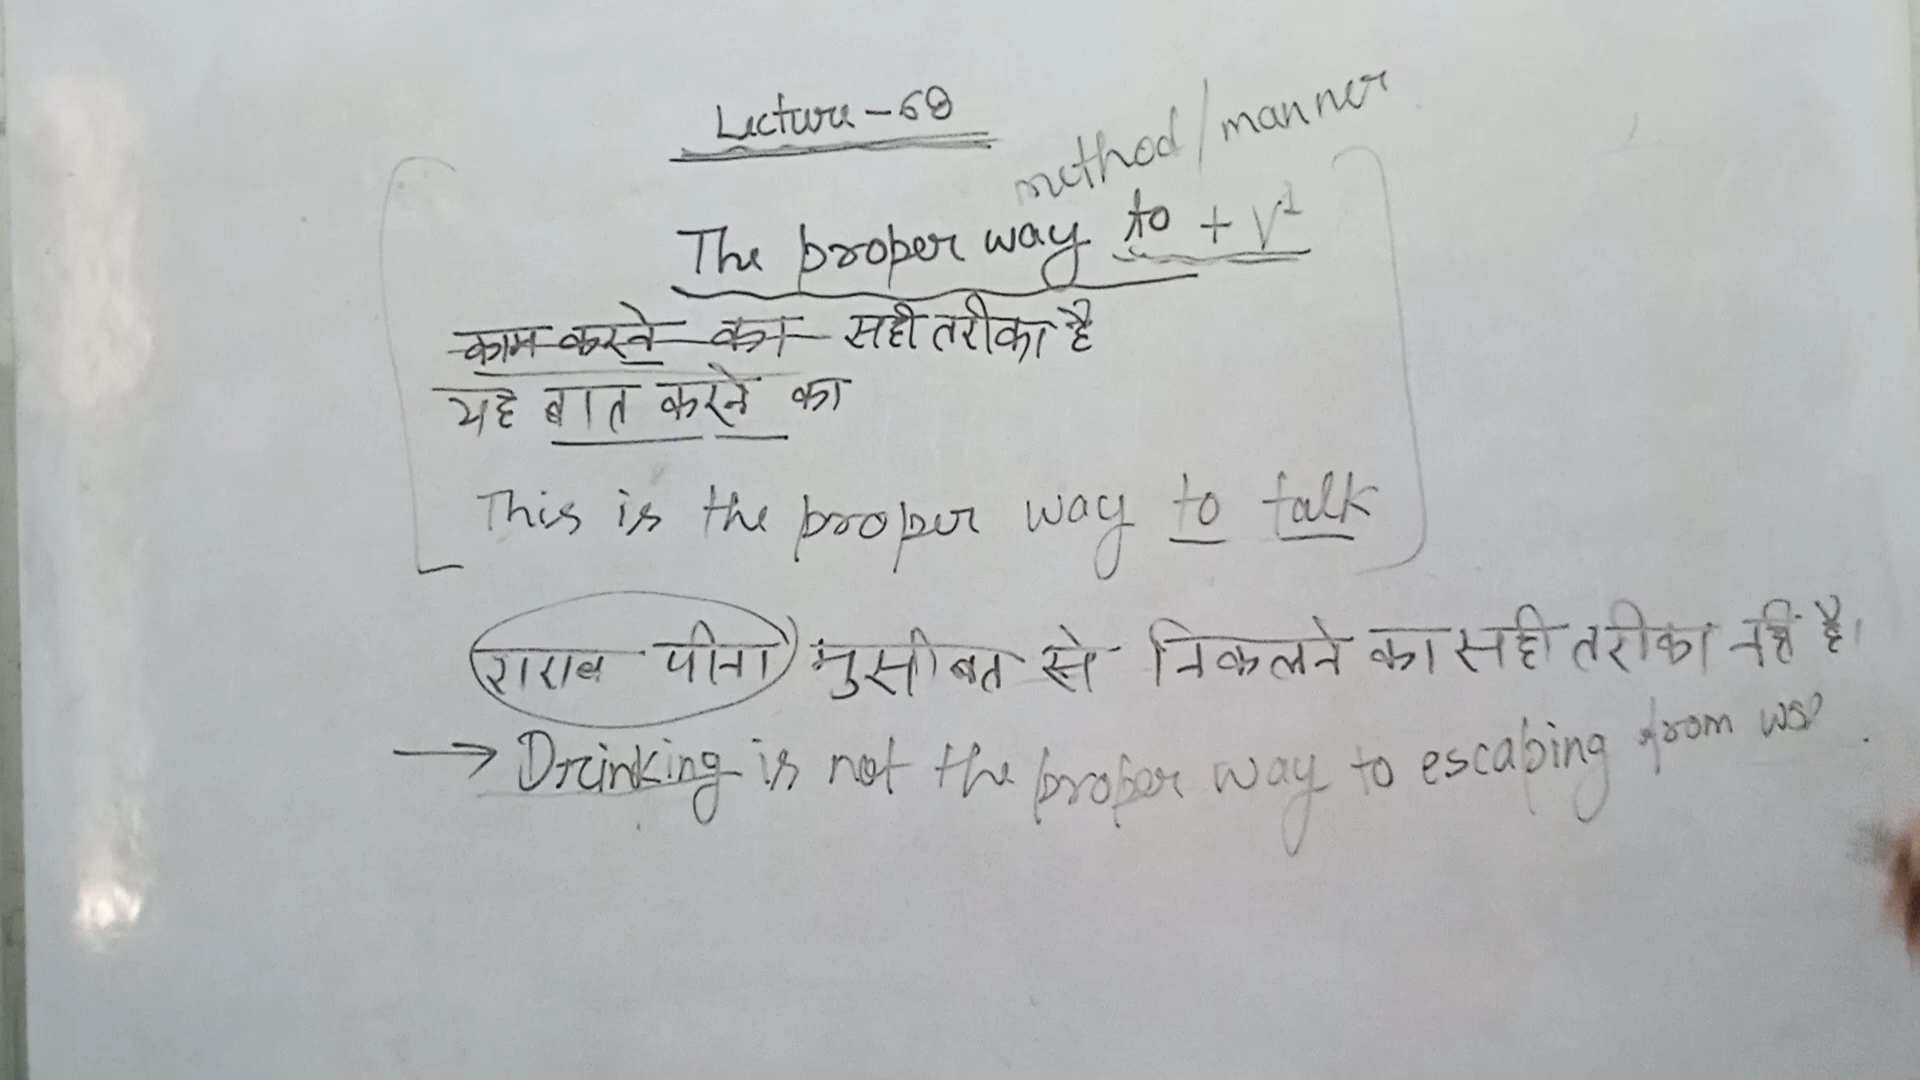 Lecture-68
method/manner
The proper way to + V¹
काम करने का सही तरीका है
यह बात करने का
This is the proper way to talk
शराब पीना मुसीबत से निकलने का सही तरीका नहीं है।
→ Drinking is not the proper way to escaping from